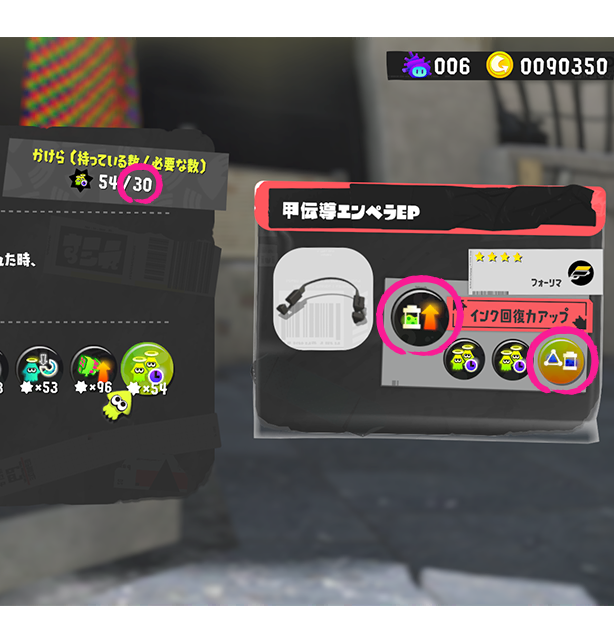 006 0090350
かけら(持っている数/必要な数)
54/30
れた時、
甲伝導エンペラEP
フォーリマ
インク回復力アップ
01
×53 ×96 ×54